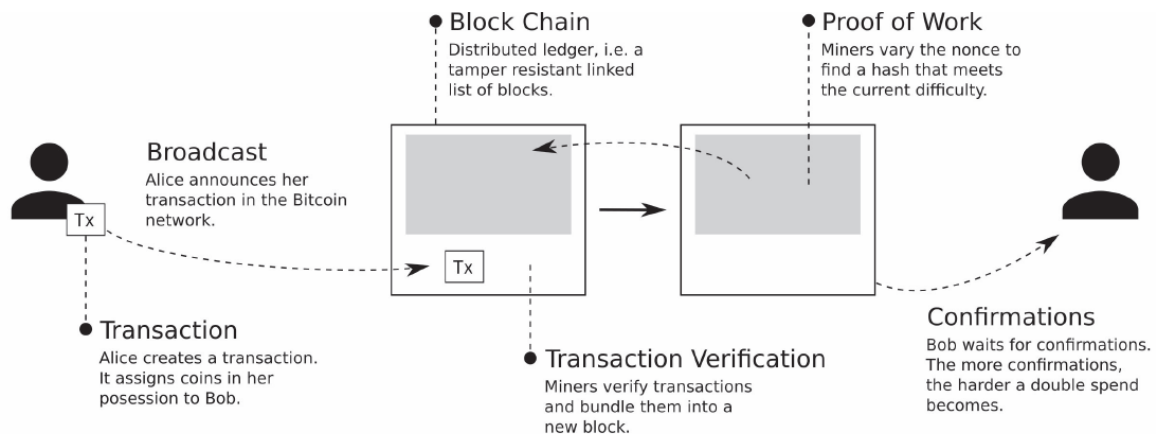 Block Chain
Distributed ledger, i.e. a
tamper resistant linked
list of blocks.
Proof of Work
Miners vary the nonce to
find a hash that meets
the current difficulty.
Broadcast
Alice announces her
transaction in the Bitcoin
network.
Tx
Tx
Transaction
Alice creates a transaction.
It assigns coins in her
posession to Bob.
Transaction Verification
Miners verify transactions
and bundle them into a
new block.
Confirmations
Bob waits for confirmations.
The more confirmations,
the harder a double spend
becomes.